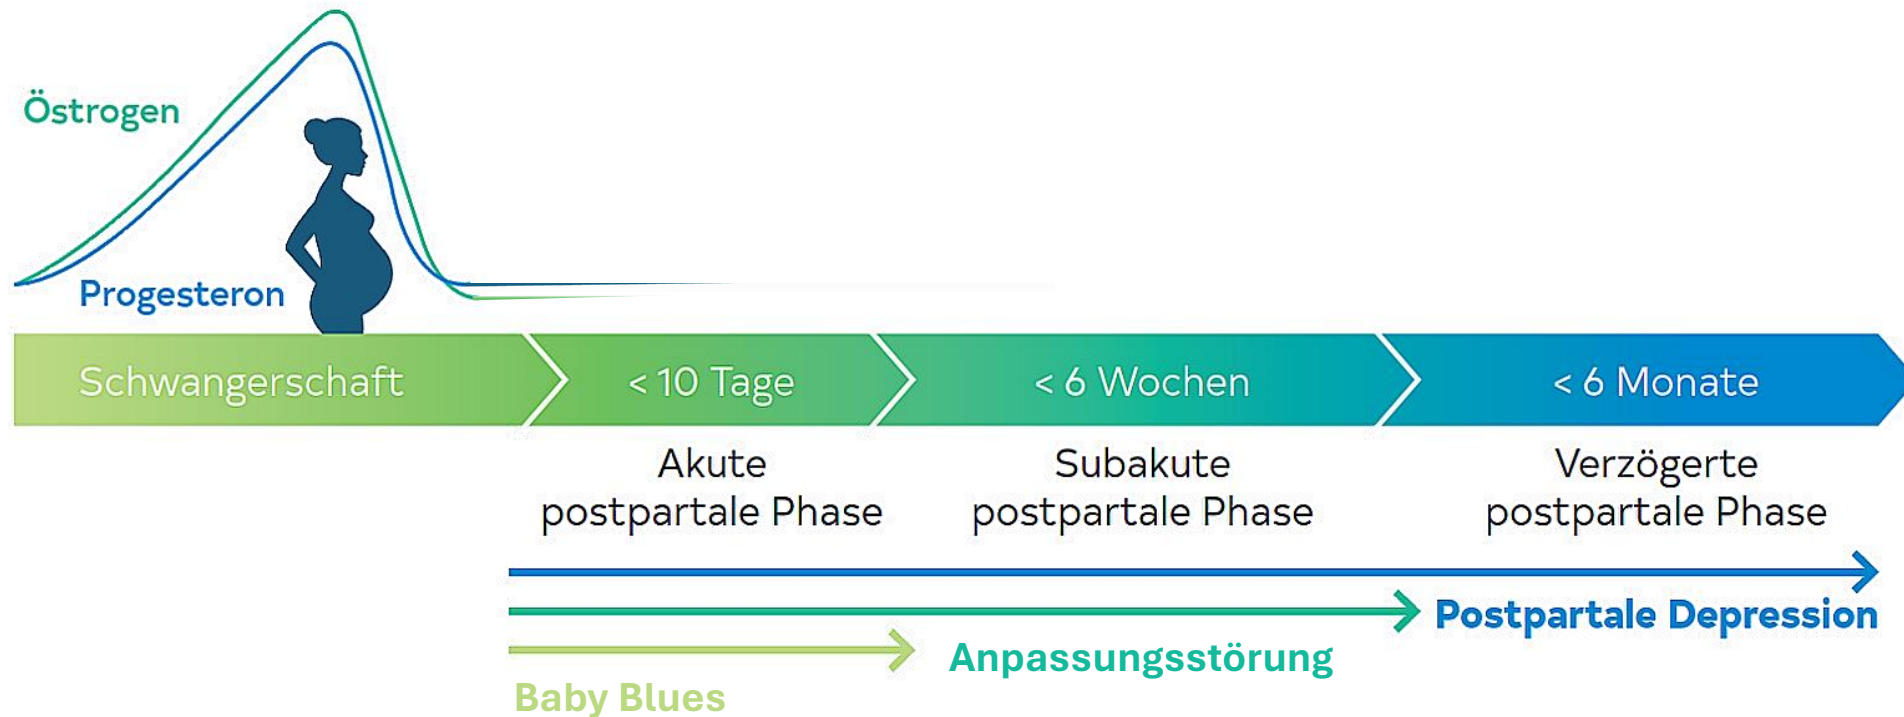 Östrogen
Progesteron
Schwangerschaft
< 10 Tage
< 6 Wochen
< 6 Monate
Akute
postpartale Phase
Subakute
postpartale Phase
Verzögerte
postpartale Phase
Postpartale Depression
Anpassungsstörung
Baby Blues